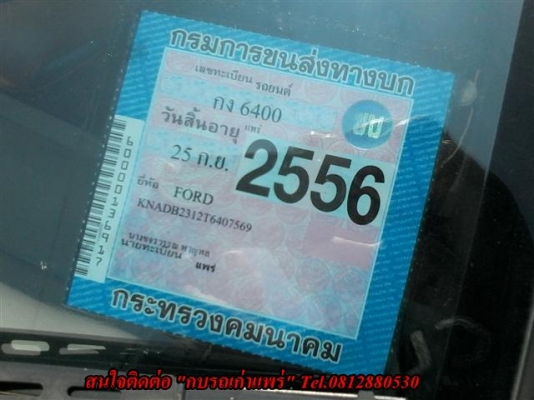 กรมการขนส่งทางบก
เลขทะเบียน รถยนต์
กง 6400
แพร่
วันสิ้นอายุ
25 ก.ย. 2556
ยี่ห้อ FORD
KNADB2312T6407569
นายทะเบียน แพร่
กระทรวงคมนาคม
60000136917
สนใจติดต่อ "กบรถเก่าแพร่" Tel.0812880530